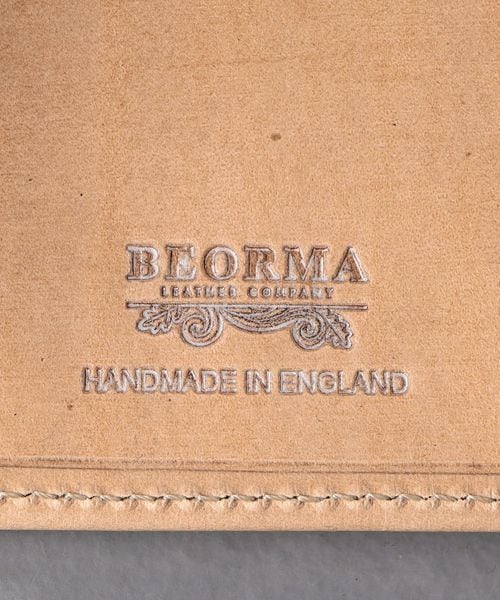 BEORMA
LEATHER COMPANY
HANDMADE IN ENGLAND